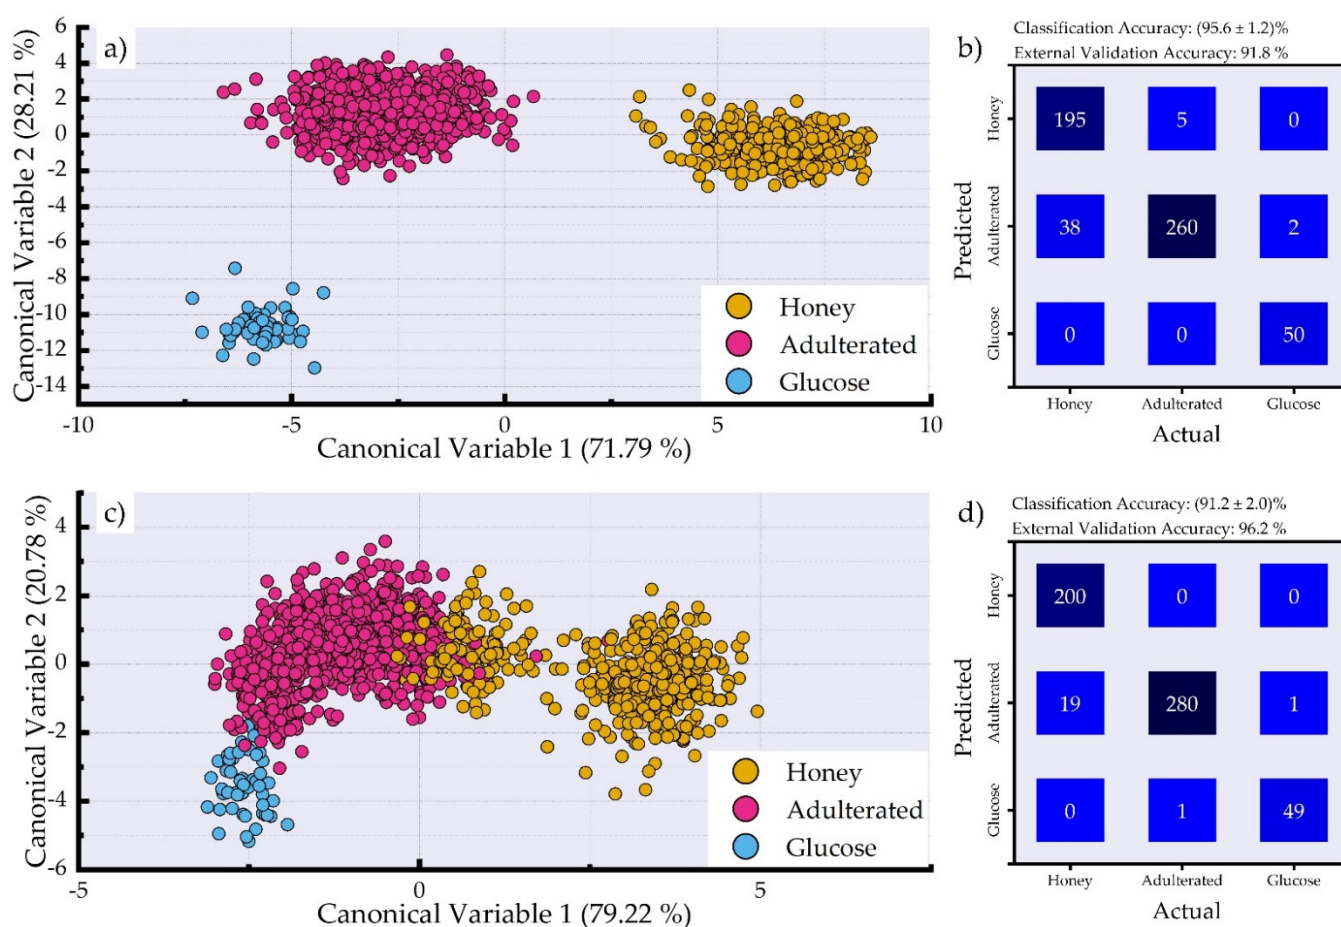 a)
Canonical Variable 2 (28.21 %)
6
4
2
0
-2
-4
-6
-8
-10
-12
-14
-10
-5
0
5
10
Canonical Variable 1 (71.79 %)
Honey
Adulterated
Glucose
b)
Classification Accuracy: (95.6 ± 1.2)%
External Validation Accuracy: 91.8 %
Predicted
Honey
195 5 0
Adulterated
38 260 2
Glucose
0 0 50
Honey Adulterated Glucose
Actual
c)
Canonical Variable 2 (20.78 %)
4
2
0
-2
-4
-6
-5
0
5
Canonical Variable 1 (79.22 %)
Honey
Adulterated
Glucose
d)
Classification Accuracy: (91.2 ± 2.0)%
External Validation Accuracy: 96.2 %
Predicted
Honey
200 0 0
Adulterated
19 280 1
Glucose
0 1 49
Honey Adulterated Glucose
Actual